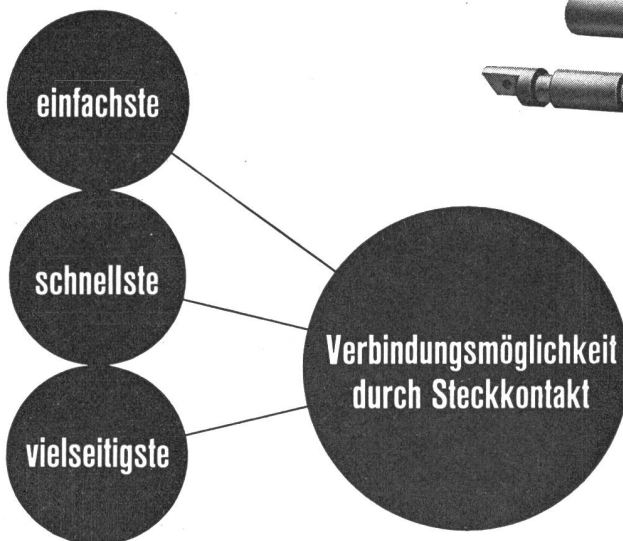 einfachste
schnellste
vielseitigste
Verbindungsmöglichkeit
durch Steckkontakt